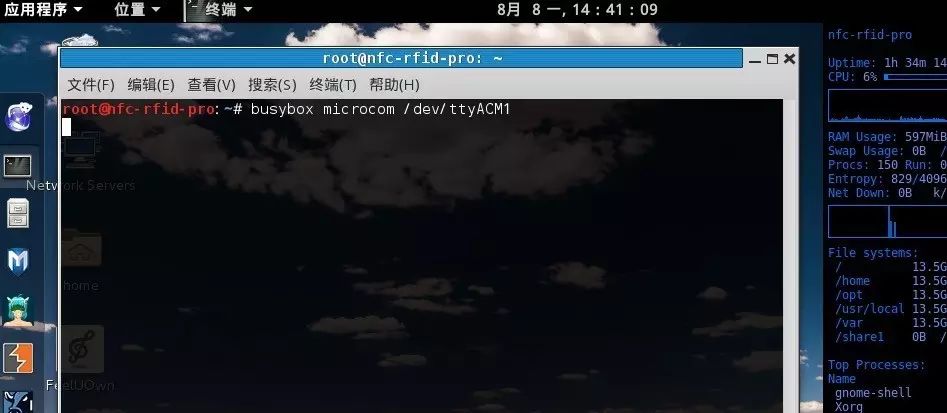 应用程序 位置 终端 8月 8 一, 14:41:09
nfc-rfid-pro
root@nfc-rfid-pro: ~
Uptime: 1h 34m 14
CPU: 6%
文件(F) 编辑(E) 查看(V) 搜索(S) 终端(T) 帮助(H)
root@nfc-rfid-pro:~# busybox microcom /dev/ttyACM1
RAM Usage: 597MiB
Swap Usage: 0B /
Procs: 150 Run: 0
Entropy: 829/4096
Net Down: 0B k/
Network Servers
File systems:
/ 13.5G
/home 13.5G
/opt 13.5G
/usr/local 13.5G
/var 13.5G
/share1 0B /
home
Top Processes:
Name
gnome-shell
Xorg
FeelUOwn